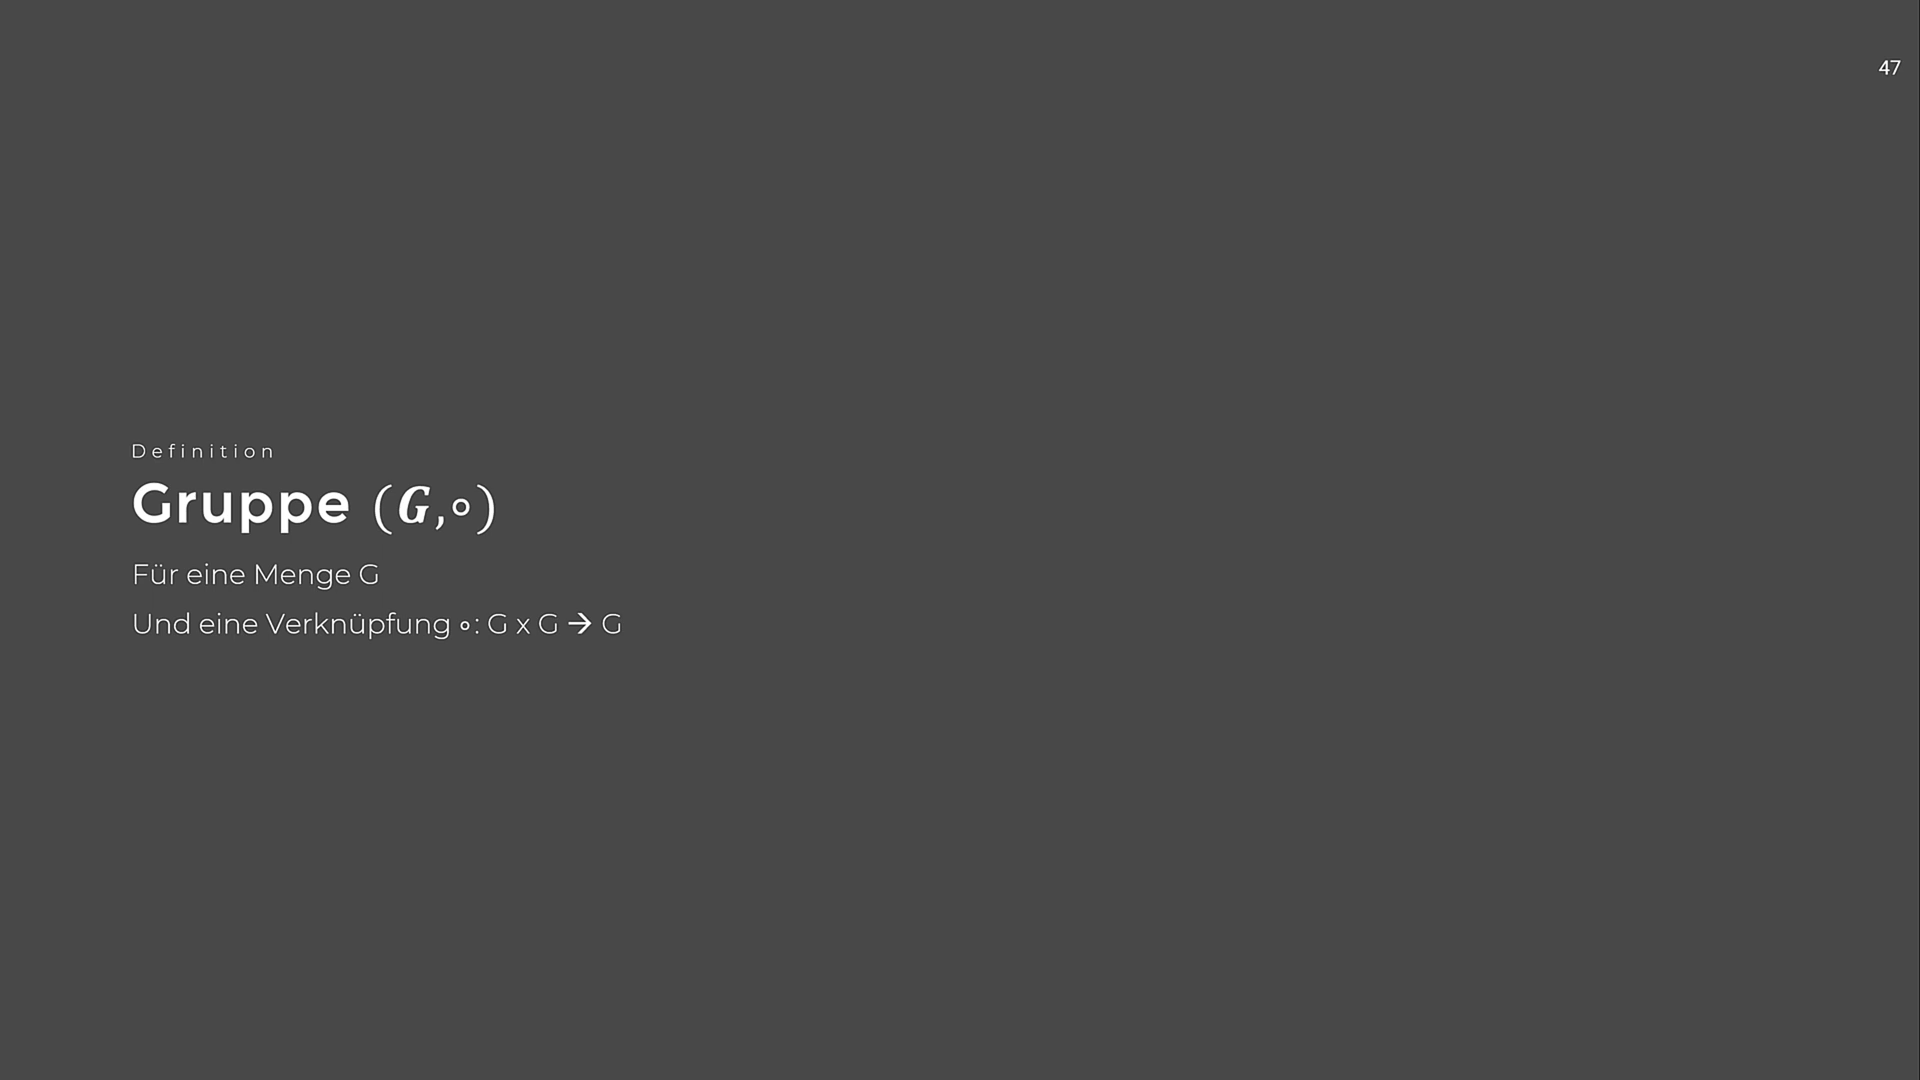 47
Definition
Gruppe (G,∘)
Für eine Menge G
Und eine Verknüpfung ∘: G x G → G